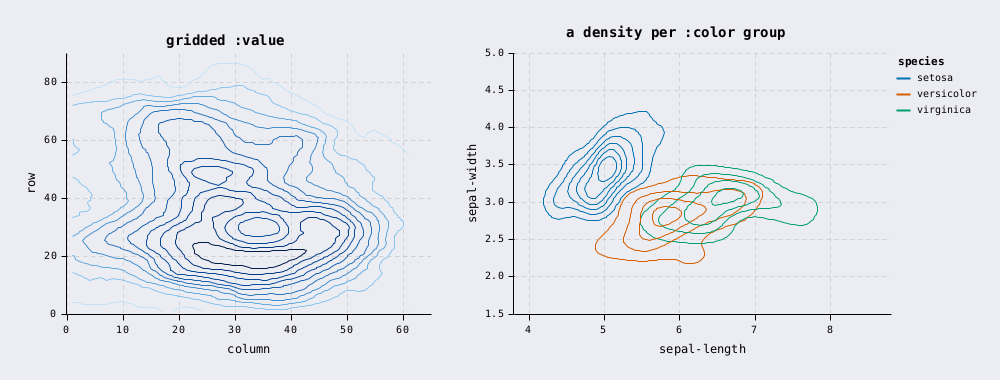 gridded :value
80
60
row
40
20
0
0 10 20 30 40 50 60
column
a density per :color group
5.0
4.5
4.0
3.5
sepal-width
3.0
2.5
2.0
1.5
4 5 6 7 8
sepal-length
species
setosa
versicolor
virginica